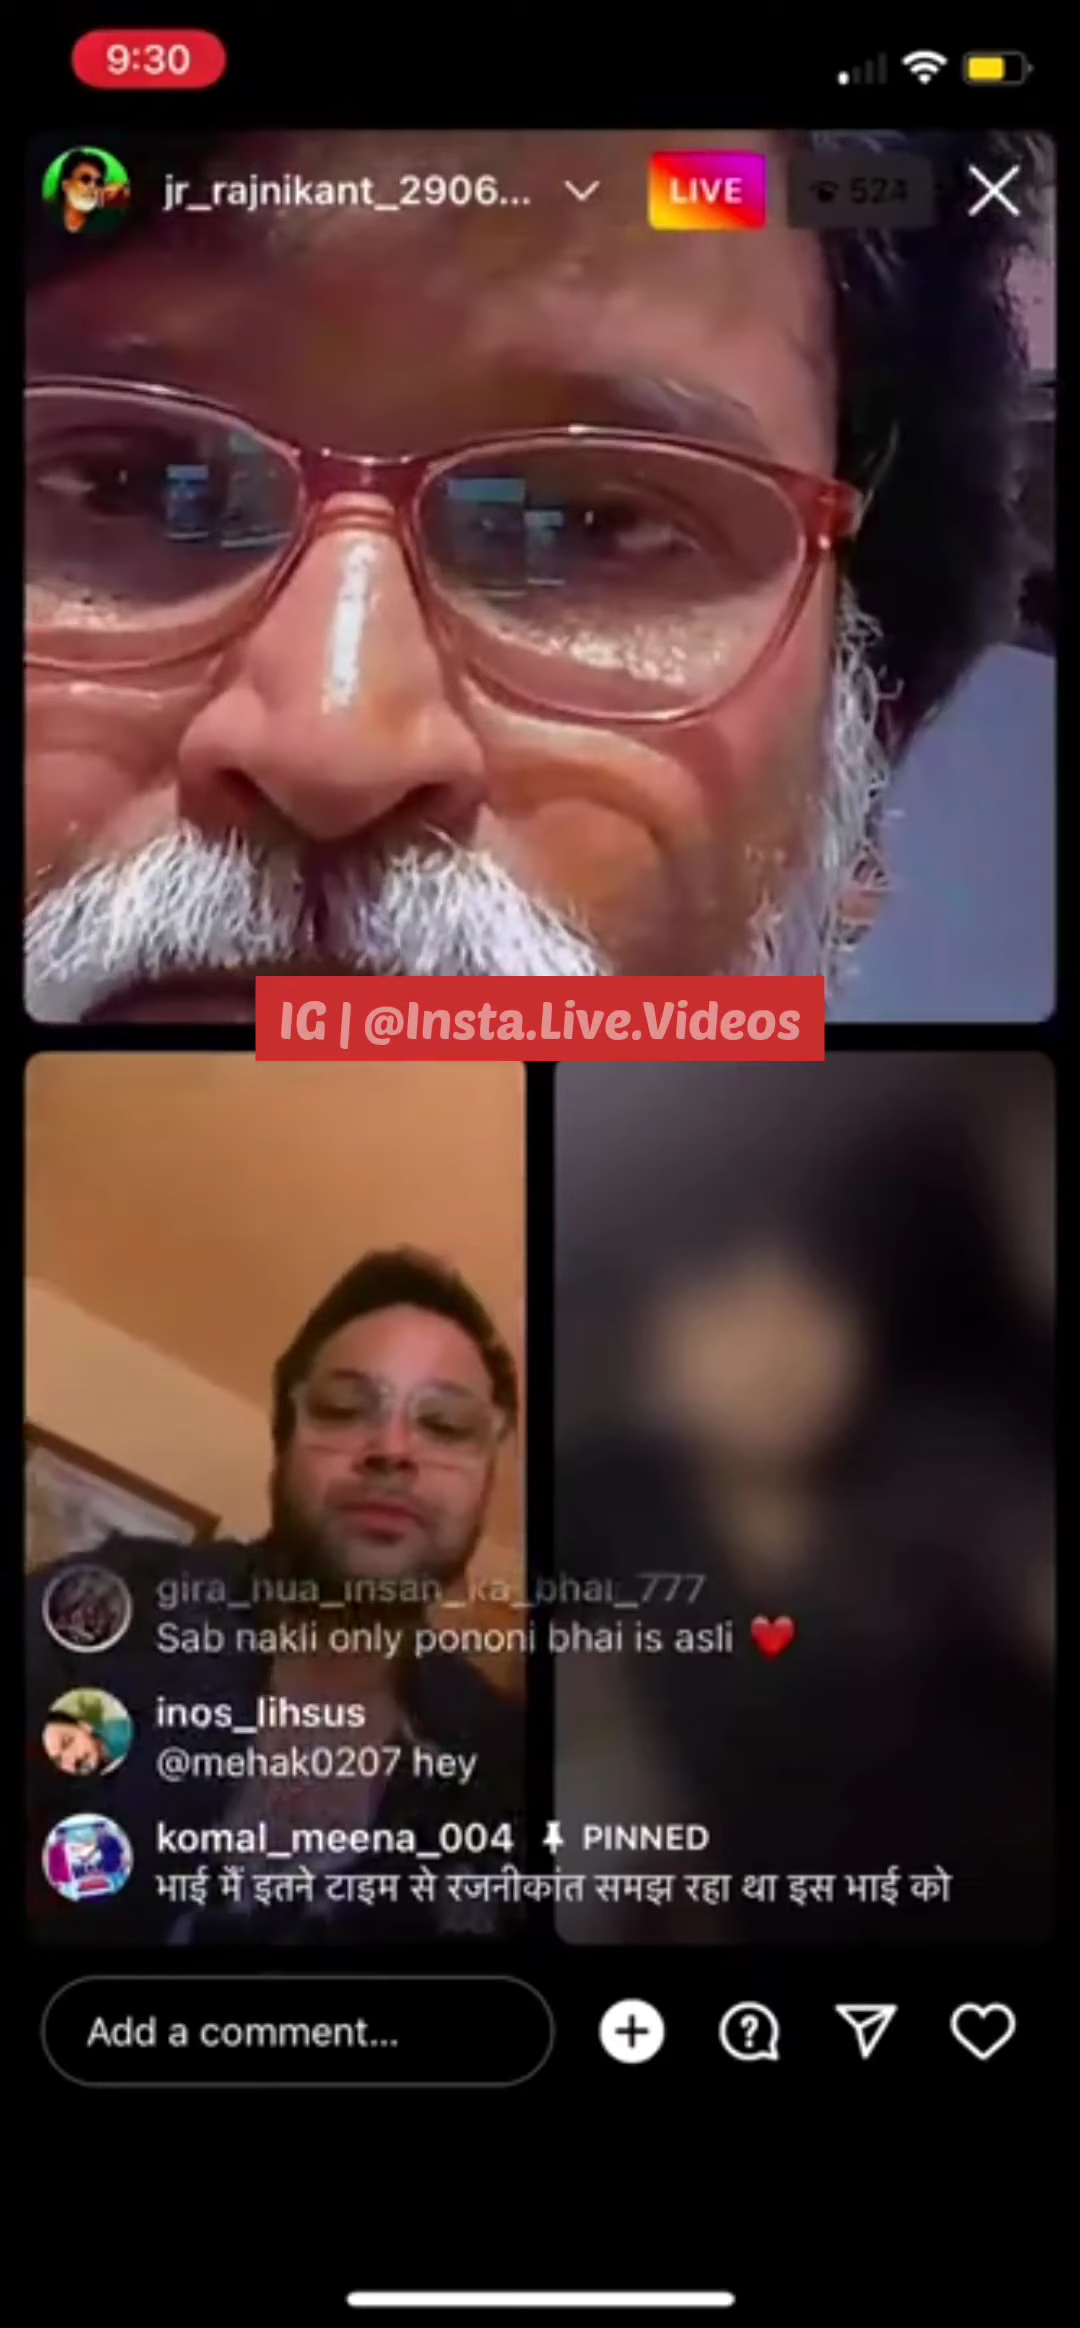 9:30
jr_rajnikant_2906...
LIVE
524
IG | @Insta.Live.Videos
gira_hua_insan_ka_bhai_777
Sab nakli only pononi bhai is asli ❤️
inos_lihsus
@mehak0207 hey
komal_meena_004 PINNED
भाई मैं इतने टाइम से रजनीकांत समझ रहा था इस भाई को
Add a comment...